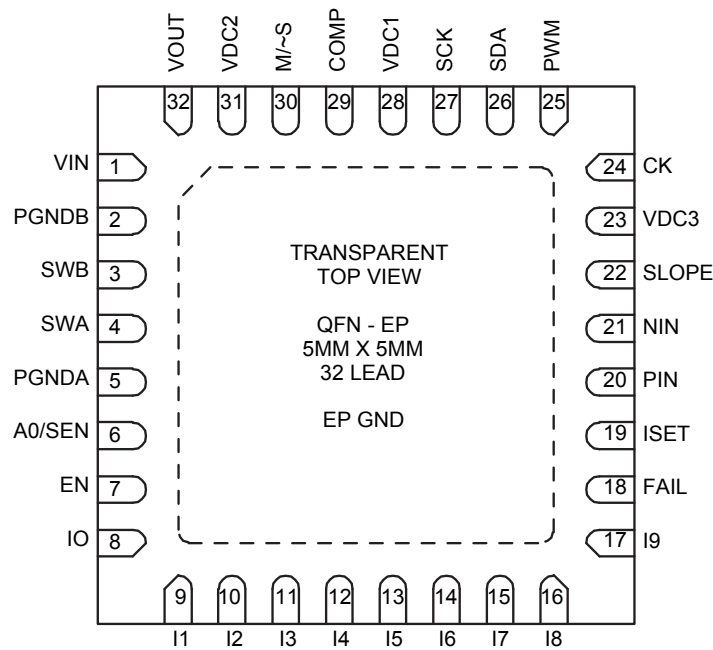 VOUT VDC2 M/~S COMP VDC1 SCK SDA PWM
32 31 30 29 28 27 26 25
VIN 1 24 CK
PGNDB 2 23 VDC3
SWB 3 22 SLOPE
SWA 4 21 NIN
PGNDA 5 20 PIN
A0/SEN 6 19 ISET
EN 7 18 FAIL
IO 8 17 I9
TRANSPARENT
TOP VIEW
QFN - EP
5MM X 5MM
32 LEAD
EP GND
9 10 11 12 13 14 15 16
I1 I2 I3 I4 I5 I6 I7 I8